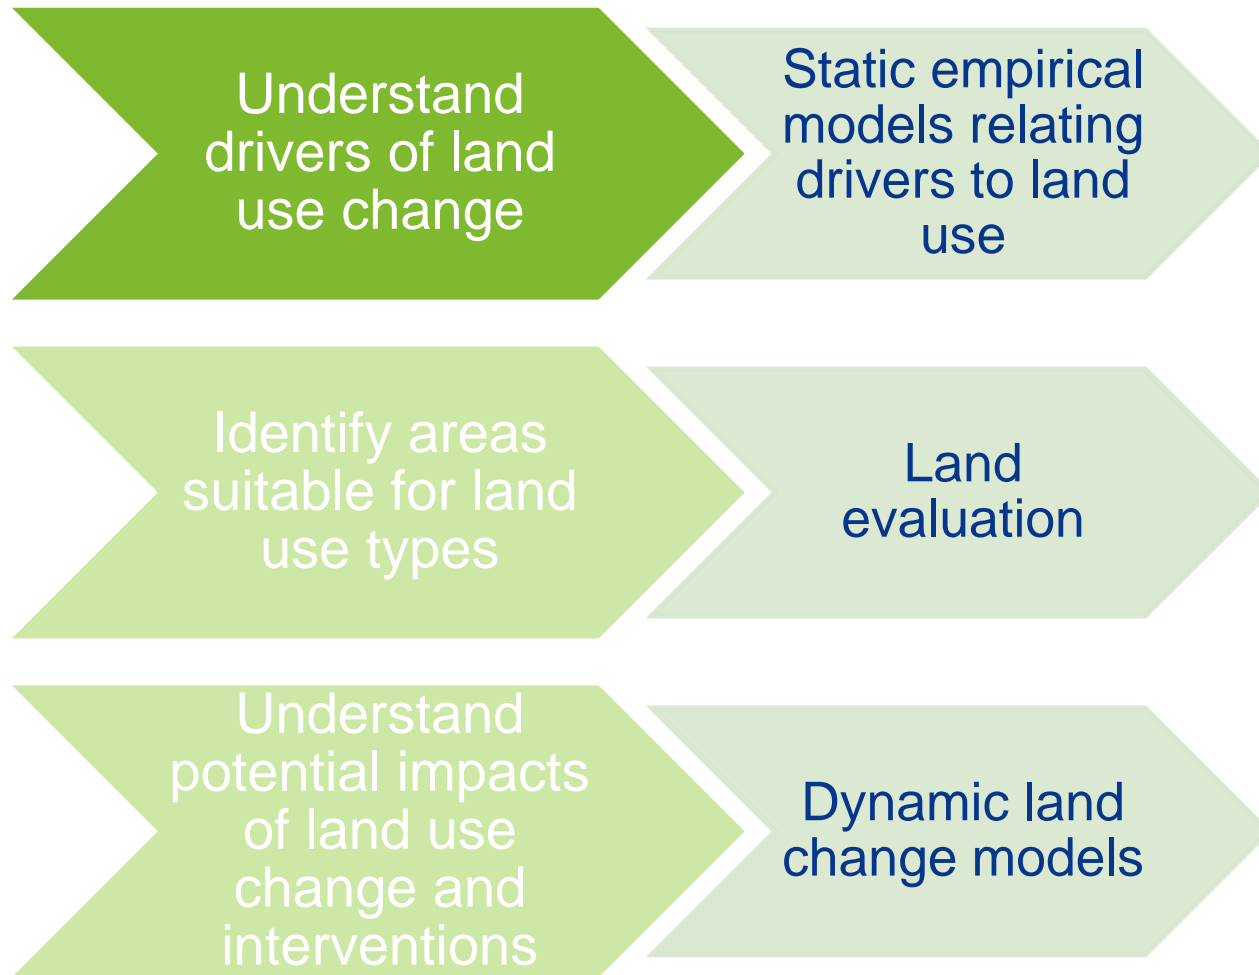 Understand
drivers of land
use change
Static empirical
models relating
drivers to land
use
Identify areas
suitable for land
use types
Land
evaluation
Understand
potential impacts
of land use
change and
interventions
Dynamic land
change models